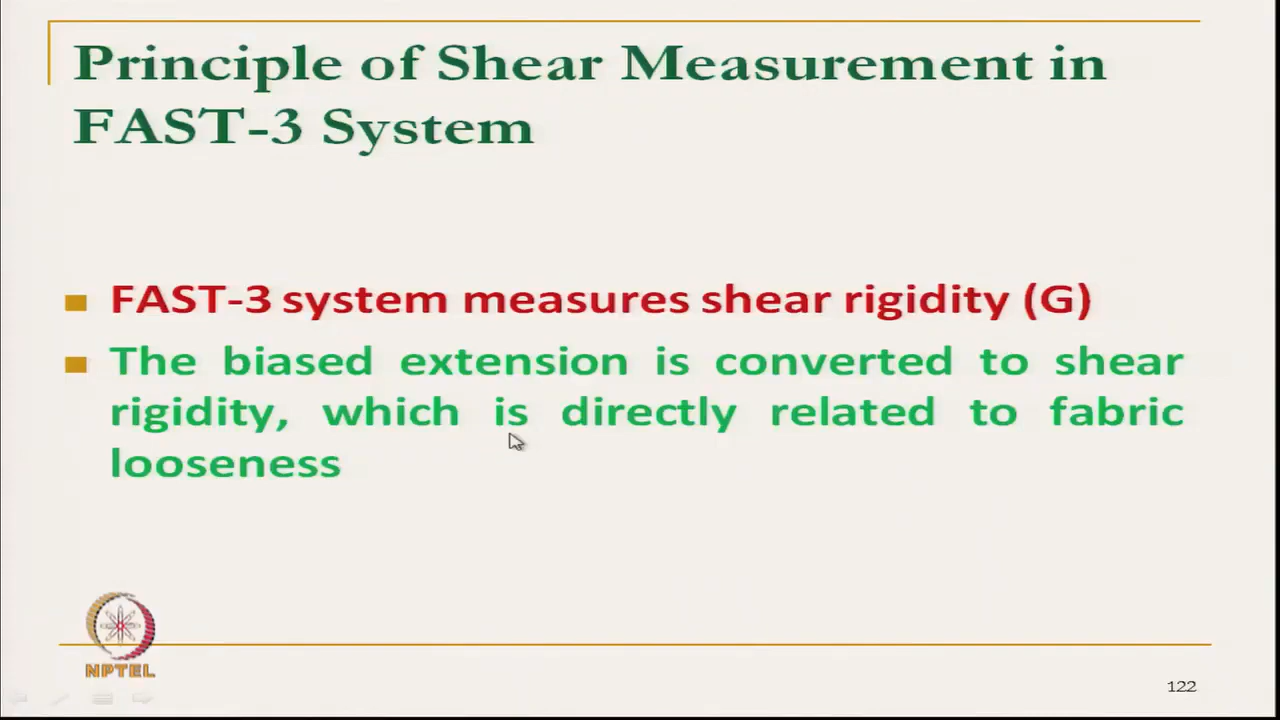 Principle of Shear Measurement in
FAST-3 System
FAST-3 system measures shear rigidity (G)
The biased extension is converted to shear
rigidity, which is directly related to fabric
looseness
NPTEL
122